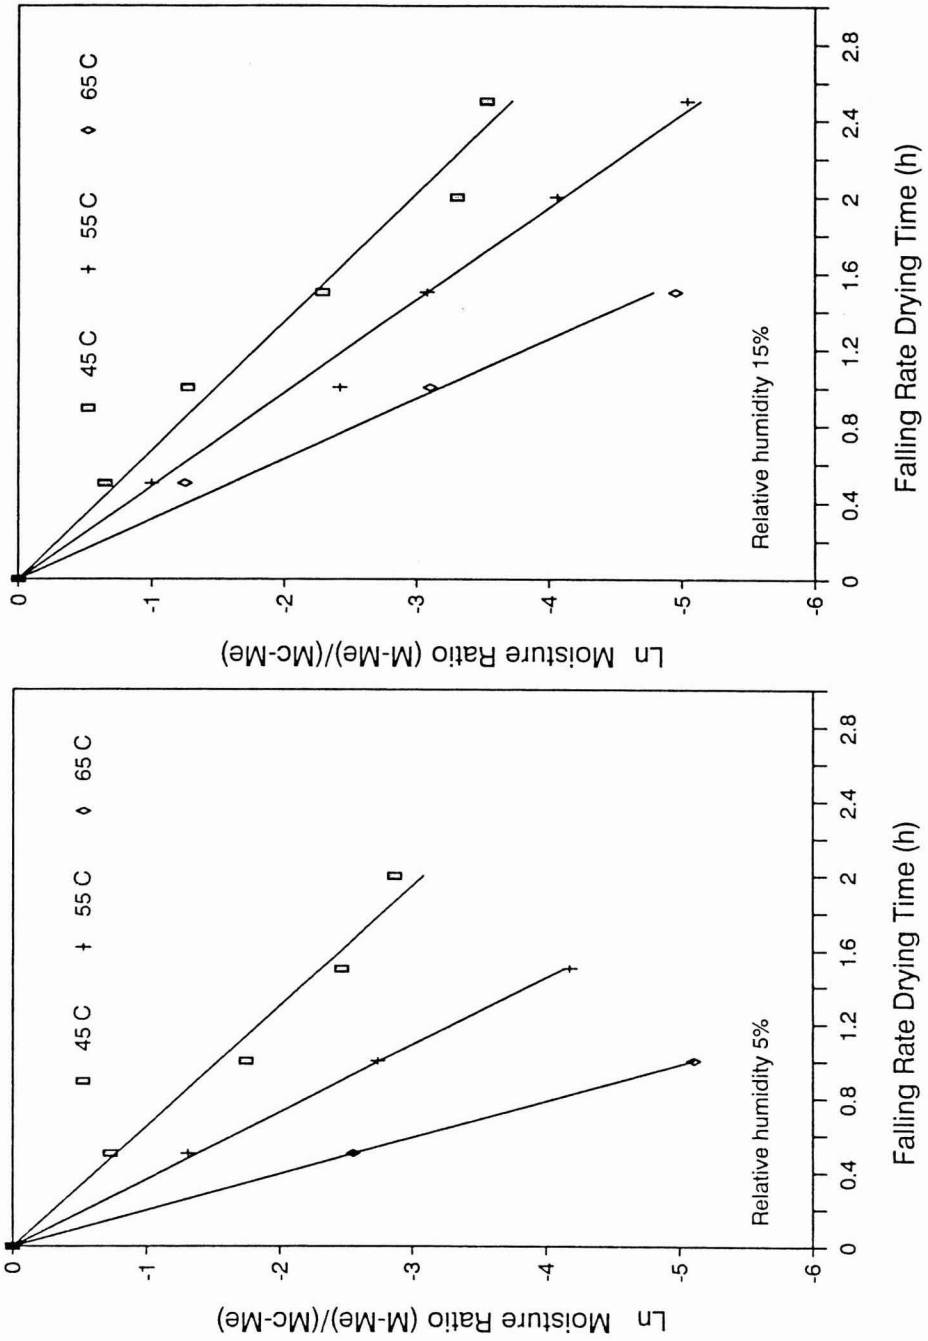 0
-1
-2
-3
-4
-5
-6
Ln Moisture Ratio (M-Me)/(Mc-Me)
45 C
55 C
65 C
Relative humidity 5%
0
0.4
0.8
1.2
1.6
2
2.4
2.8
Falling Rate Drying Time (h)
0
-1
-2
-3
-4
-5
-6
Ln Moisture Ratio (M-Me)/(Mc-Me)
45 C
55 C
65 C
Relative humidity 15%
0
0.4
0.8
1.2
1.6
2
2.4
2.8
Falling Rate Drying Time (h)